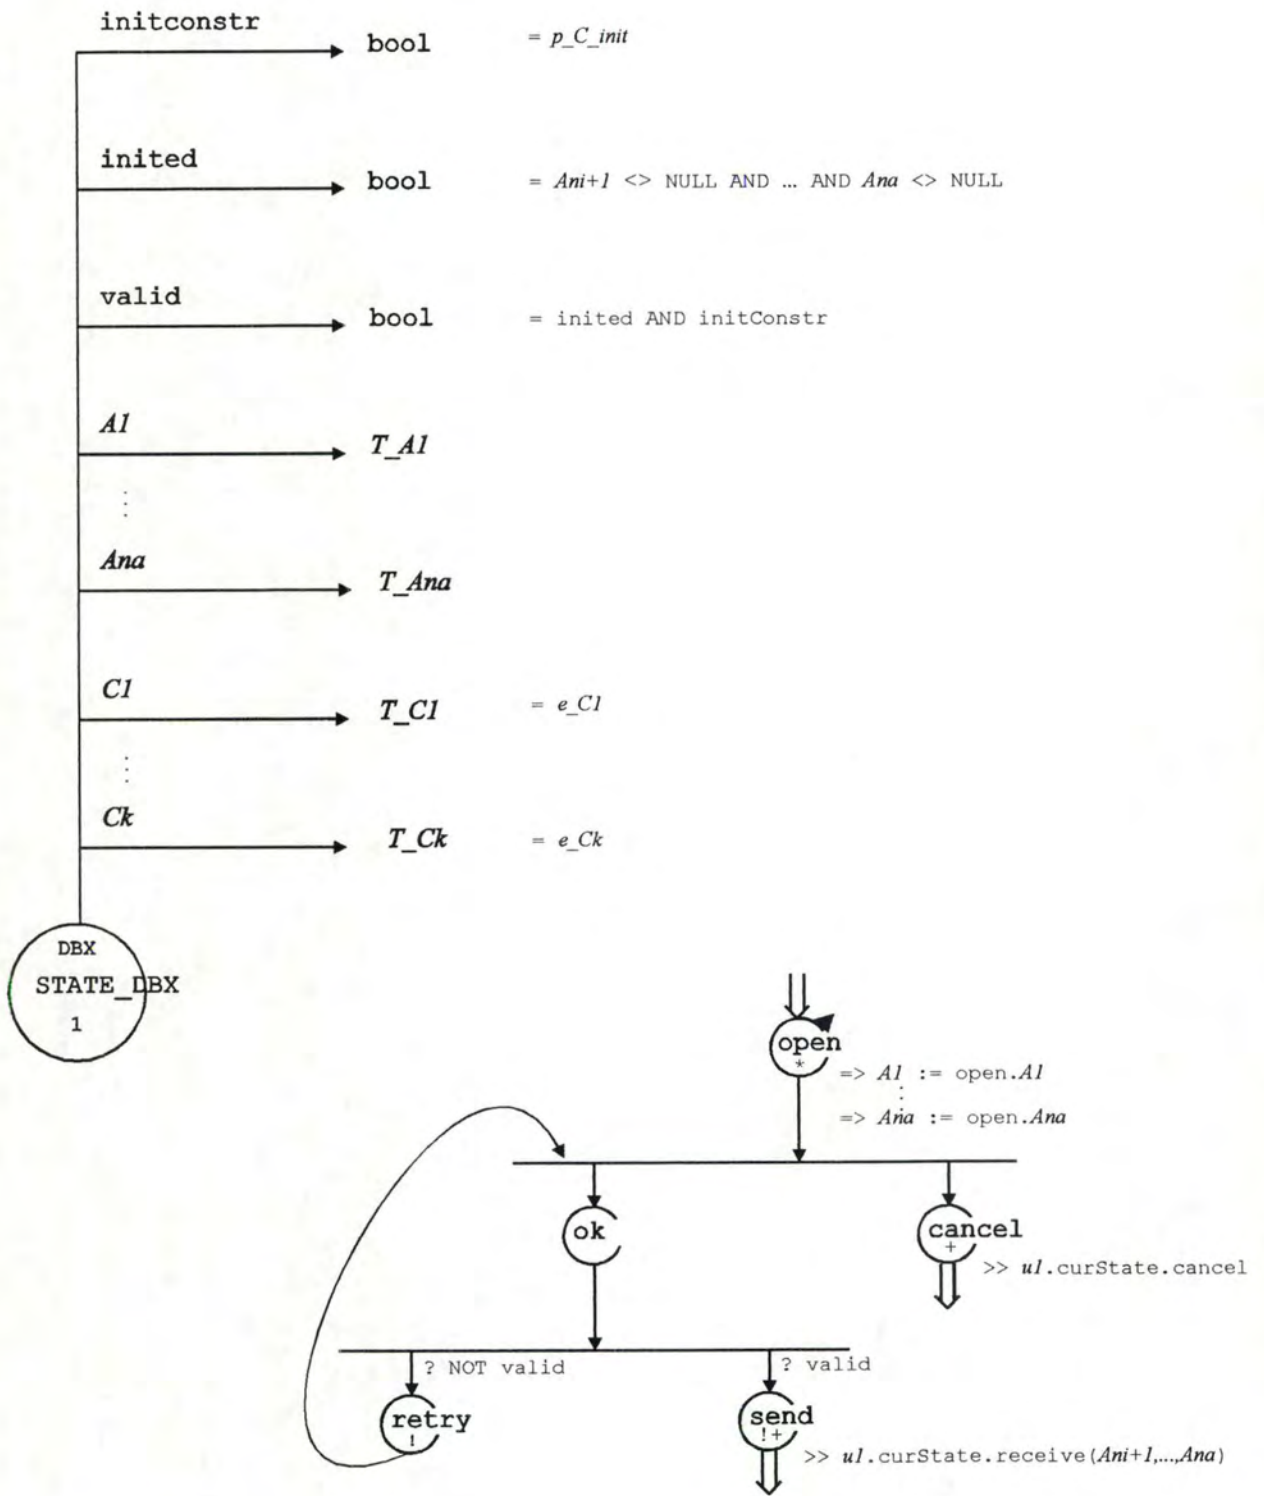 initconstr
bool = p_C_init
inited
bool = Ani+1 <> NULL AND ... AND Ana <> NULL
valid
bool = inited AND initConstr
A1
T_A1
Ana
T_Ana
C1
T_C1 = e_C1
Ck
T_Ck = e_Ck
DBX
STATE_DBX
1
open
*
=> A1 := open.A1
=> Ana := open.Ana
ok
cancel
+
>> u1.curState.cancel
? NOT valid
? valid
retry
!
send
!+
>> u1.curState.receive(Ani+1,...,Ana)